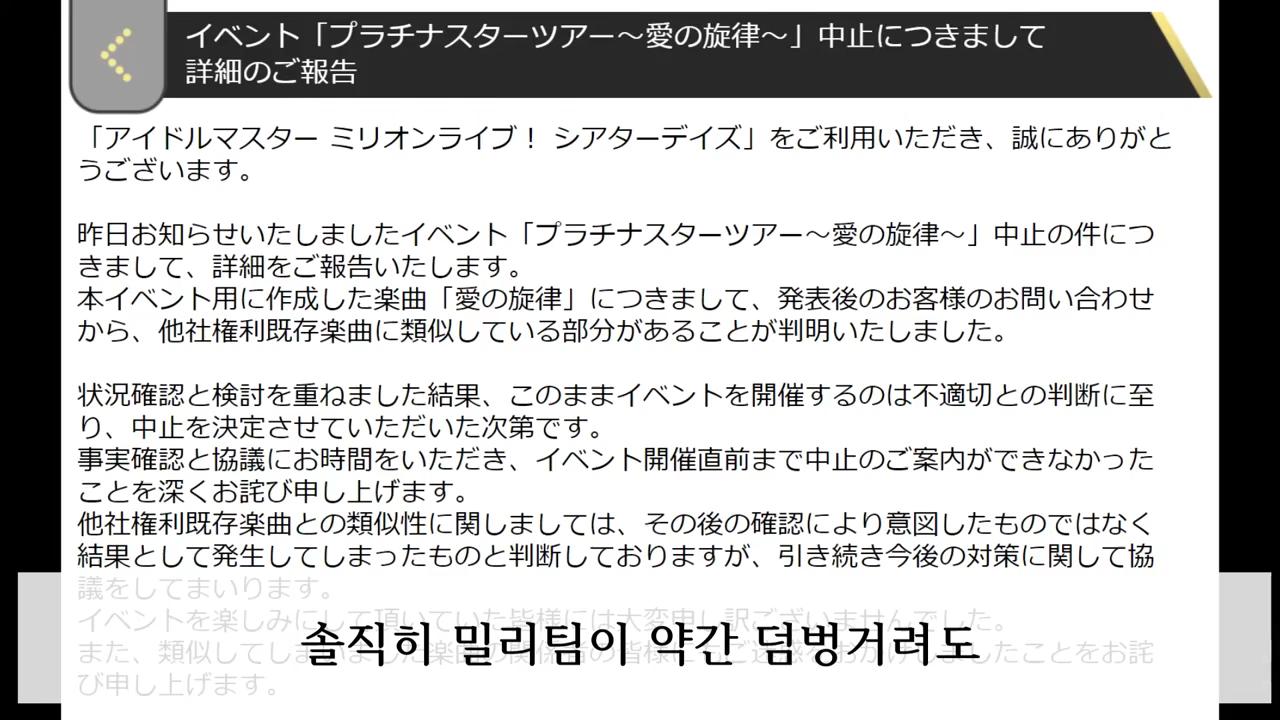 イベント「プラチナスターツアー～愛の旋律～」中止につきまして
詳細のご報告
「アイドルマスター ミリオンライブ！ シアターデイズ」をご利用いただき、誠にありがと
うございます。
昨日お知らせいたしましたイベント「プラチナスターツアー～愛の旋律～」中止の件につ
きまして、詳細をご報告いたします。
本イベント用に作成した楽曲「愛の旋律」につきまして、発表後のお客様のお問い合わせ
から、他社権利既存楽曲に類似している部分があることが判明いたしました。
状況確認と検討を重ねました結果、このままイベントを開催するのは不適切との判断に至
り、中止を決定させていただいた次第です。
事実確認と協議にお時間をいただき、イベント開催直前まで中止のご案内ができなかった
ことを深くお詫び申し上げます。
他社権利既存楽曲との類似性に関しましては、その後の確認により意図したものではなく
結果として発生してしまったものと判断しておりますが、引き続き今後の対策に関して協
議をしてまいります。
イベントを楽しみにして頂いていた皆様には大変申し訳ございませんでした。
また、類似してしま の皆様に したことをお詫
び申し上げます。
솔직히 밀리팀이 약간 덤벙거려도